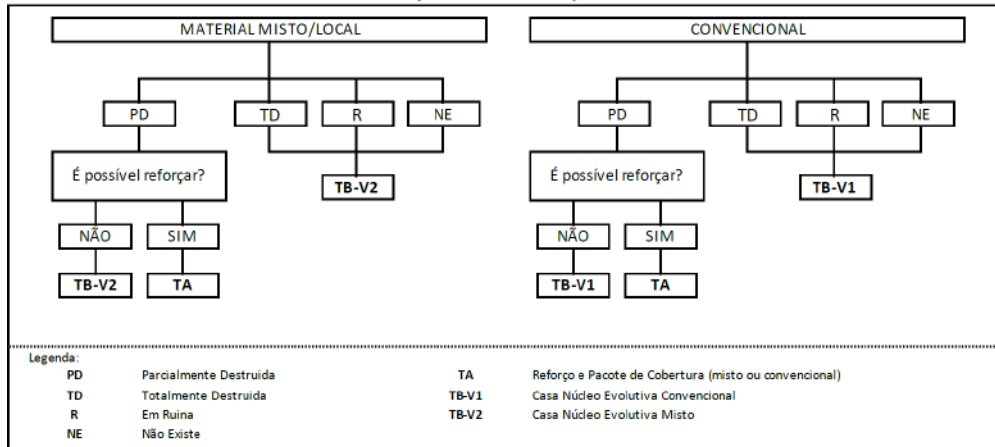 MATERIAL MISTO/LOCAL
PD
TD
R
NE
É possível reforçar?
TB-V2
NÃO
SIM
TB-V2
TA
CONVENCIONAL
PD
TD
R
NE
É possível reforçar?
TB-V1
NÃO
SIM
TB-V1
TA
Legenda:
PD Parcialmente Destruida
TD Totalmente Destruida
R Em Ruina
NE Não Existe
TA Reforço e Pacote de Cobertura (misto ou convencional)
TB-V1 Casa Núcleo Evolutiva Convencional
TB-V2 Casa Núcleo Evolutiva Misto